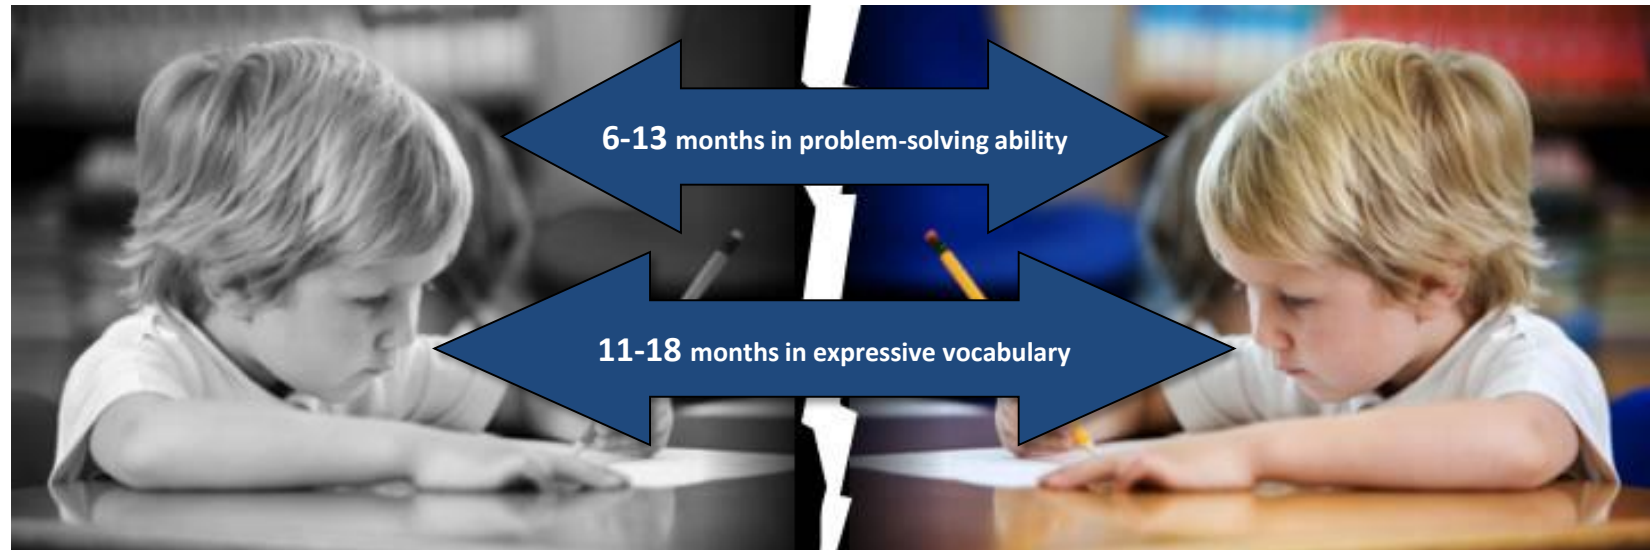 6-13 months in problem-solving ability
11-18 months in expressive vocabulary